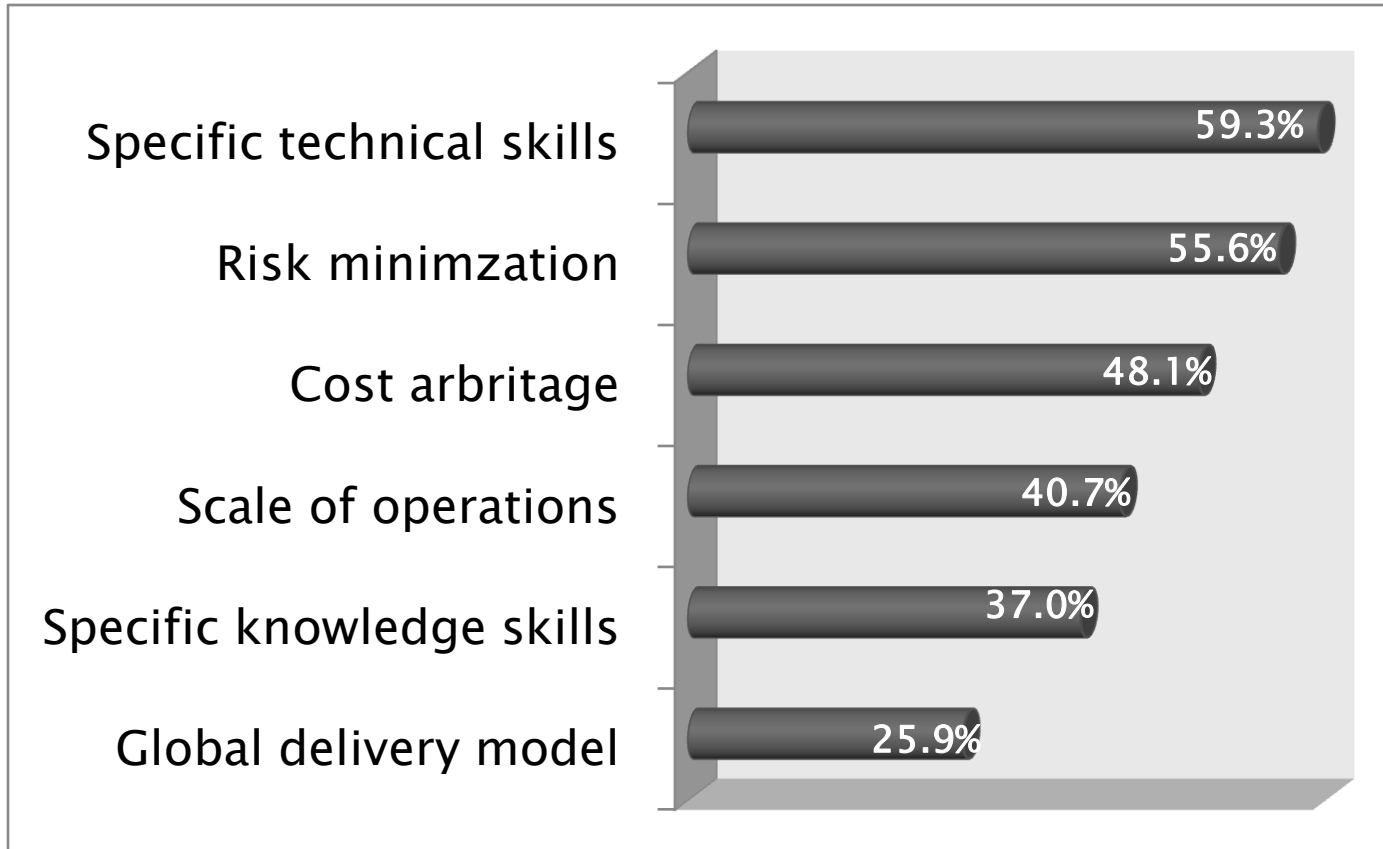 Specific technical skills 59.3%
Risk minimzation 55.6%
Cost arbritage 48.1%
Scale of operations 40.7%
Specific knowledge skills 37.0%
Global delivery model 25.9%